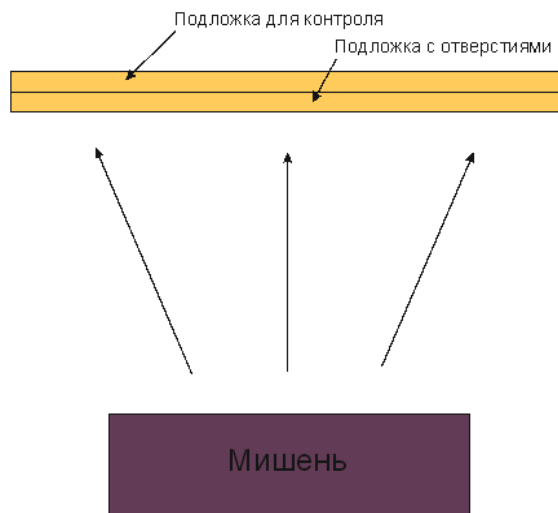 Подложка для контроля
Подложка с отверстиями
Мишень